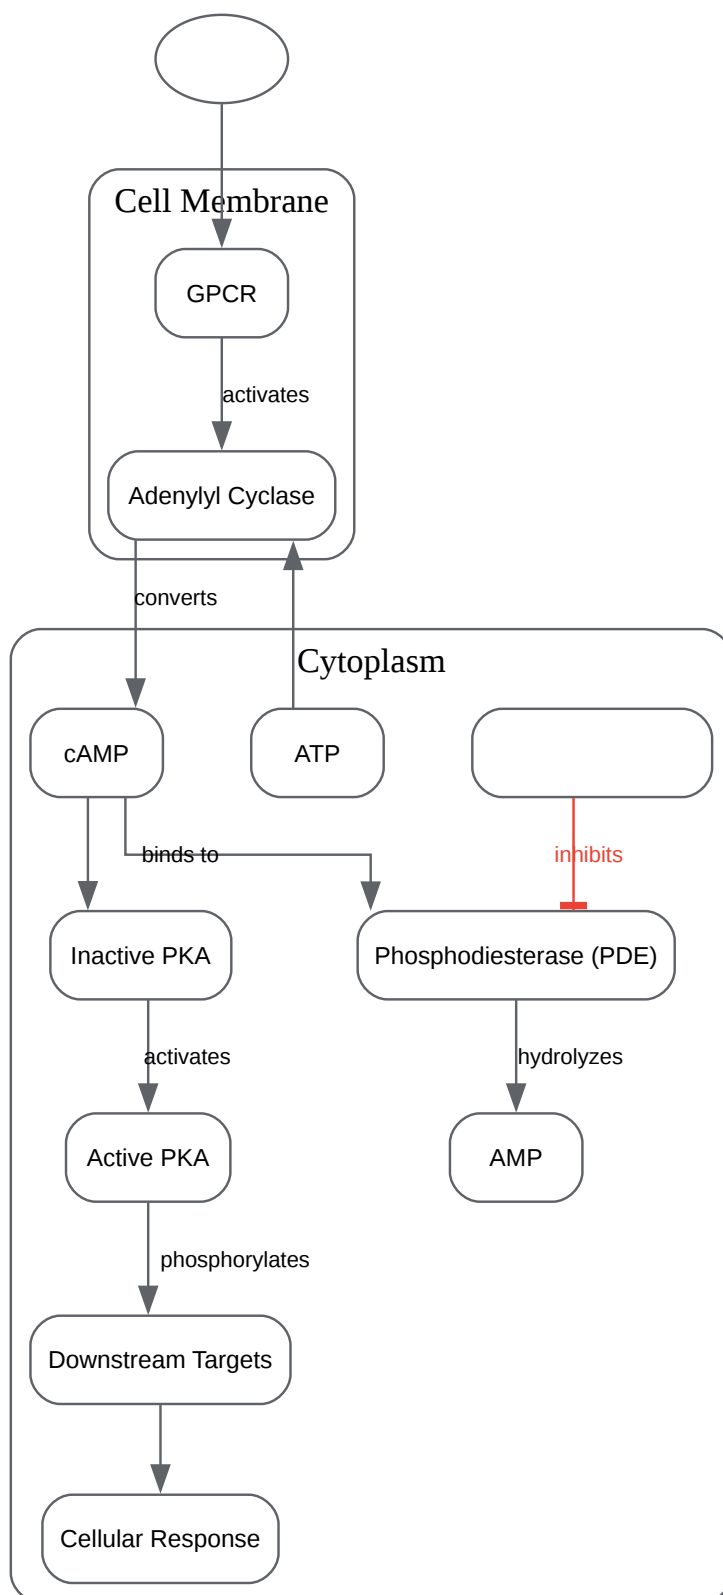 Cell Membrane
GPCR
activates
Adenylyl Cyclase
converts
Cytoplasm
cAMP
ATP
binds to
inhibits
Inactive PKA
Phosphodiesterase (PDE)
activates
hydrolyzes
Active PKA
AMP
phosphorylates
Downstream Targets
Cellular Response